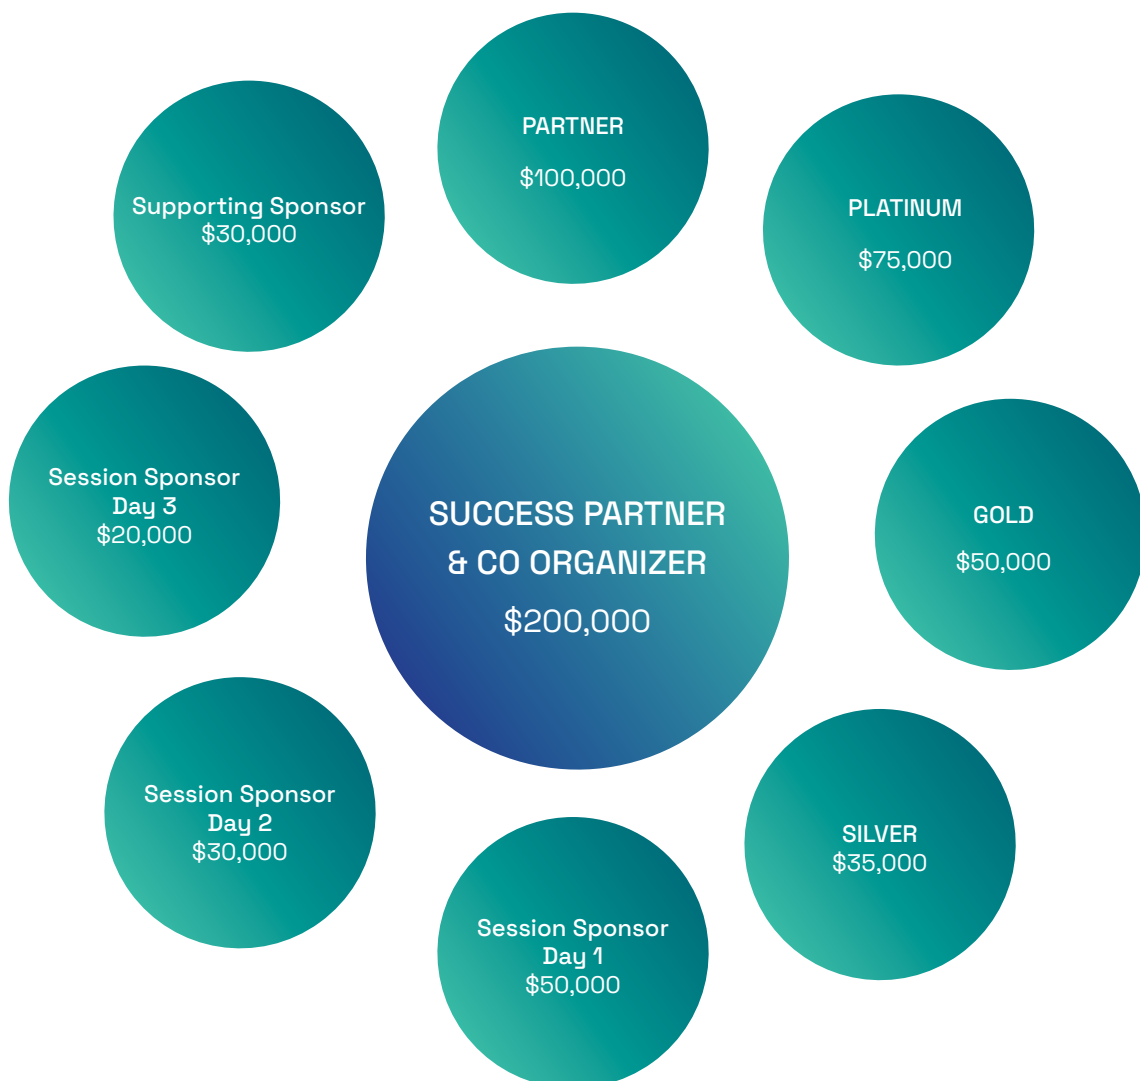 PARTNER
$100,000
PLATINUM
$75,000
GOLD
$50,000
SILVER
$35,000
Session Sponsor
Day 1
$50,000
Session Sponsor
Day 2
$30,000
Session Sponsor
Day 3
$20,000
Supporting Sponsor
$30,000
SUCCESS PARTNER
& CO ORGANIZER
$200,000